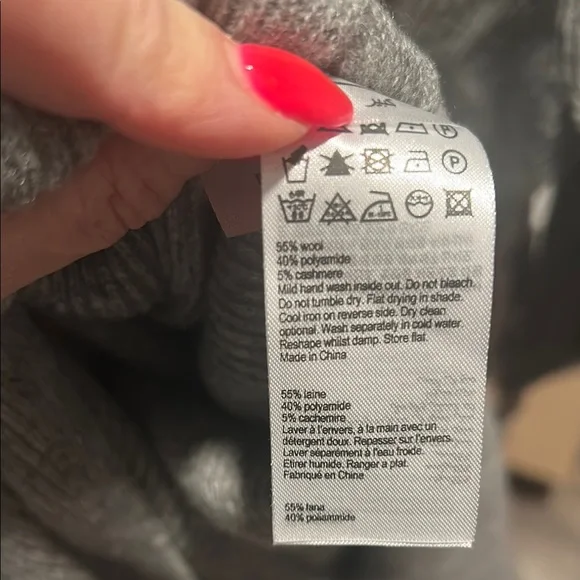 P
55% wool
40% polyamide
5% cashmere
Mild hand wash inside out. Do not bleach.
Do not tumble dry. Flat drying in shade.
Cool iron on reverse side. Dry clean
optional. Wash separately in cold water.
Reshape whilst damp. Store flat.
Made in China
55% laine
40% polyamide
5% cachemire
Laver à l'envers, à la main avec un
détergent doux. Repasser sur l'envers.
Laver séparément à l'eau froide.
Etirer humide. Ranger a plat.
Fabriqué en Chine
55% lana
40% poliammide